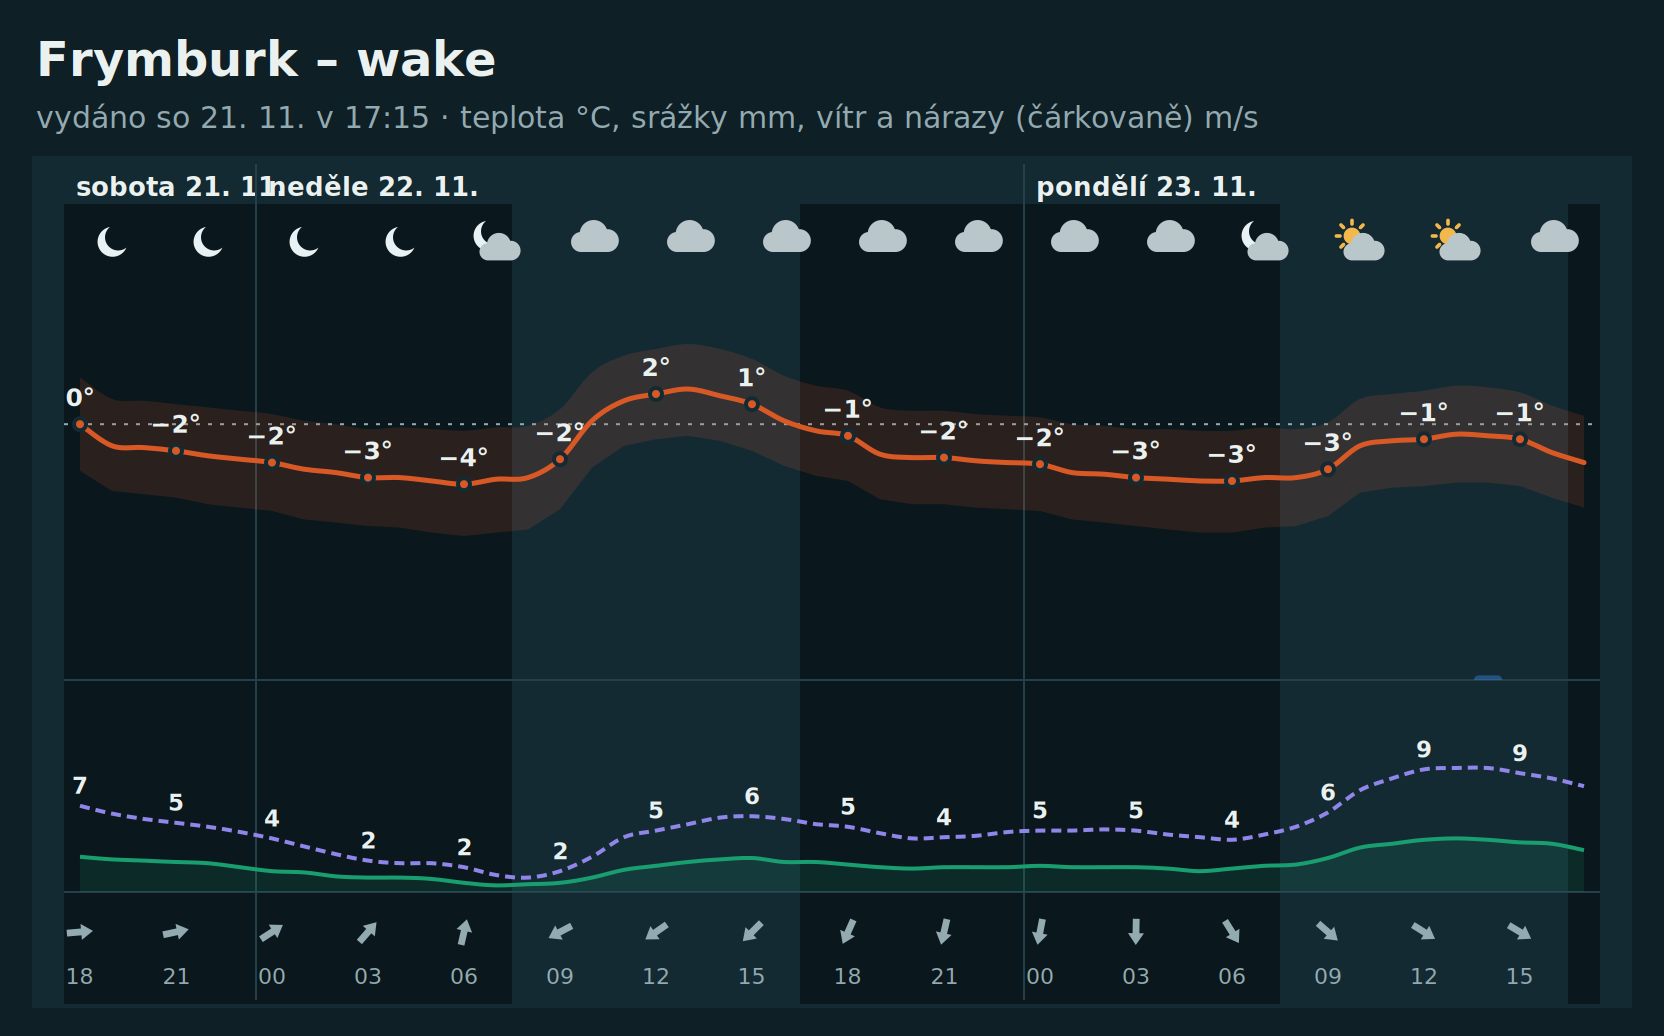 Frymburk – wake
vydáno so 21. 11. v 17:15 · teplota °C, srážky mm, vítr a nárazy (čárkovaně) m/s
sobota 21. 11. neděle 22. 11. pondělí 23. 11.
0° −2° −2° −3° −4° −2° 2° 1° −1° −2° −2° −3° −3° −3° −1° −1°
7 5 4 2 2 2 5 6 5 4 5 5 4 6 9 9
18 21 00 03 06 09 12 15 18 21 00 03 06 09 12 15